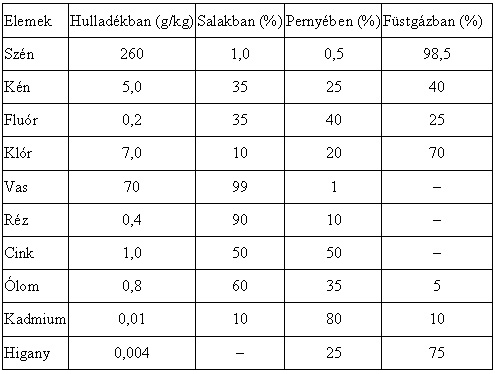 Elemek Hulladékban (g/kg) Salakban (%) Pernyében (%) Füstgázban (%)
Szén 260 1,0 0,5 98,5
Kén 5,0 35 25 40
Fluór 0,2 35 40 25
Klór 7,0 10 20 70
Vas 70 99 1 –
Réz 0,4 90 10 –
Cink 1,0 50 50 –
Ólom 0,8 60 35 5
Kadmium 0,01 10 80 10
Higany 0,004 – 25 75